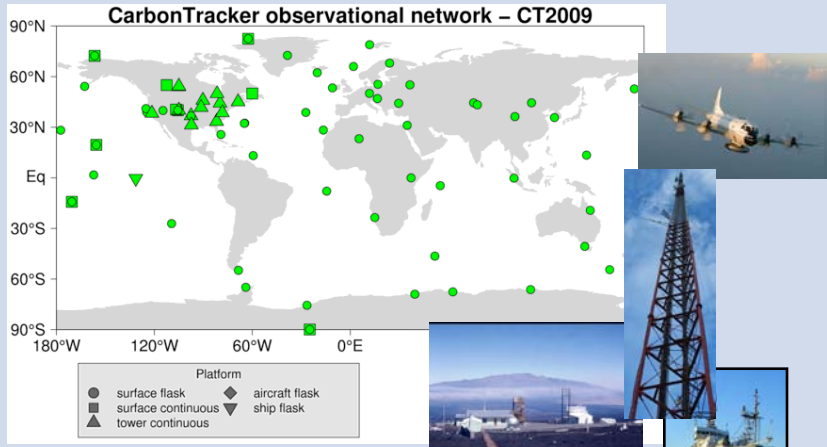 CarbonTracker observational network – CT2009
90°N
60°N
30°N
Eq
30°S
60°S
90°S
180°W 120°W 60°W 0°E
Platform
surface flask aircraft flask
surface continuous ship flask
tower continuous